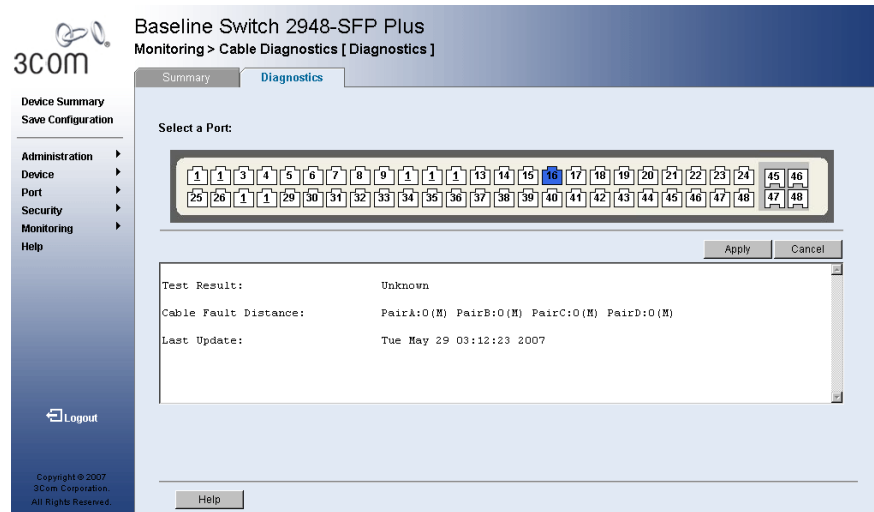 3COM
Baseline Switch 2948-SFP Plus
Monitoring > Cable Diagnostics [ Diagnostics ]
Summary Diagnostics
Device Summary
Save Configuration
Administration
Device
Port
Security
Monitoring
Help
Logout
Copyright © 2007
3Com Corporation.
All Rights Reserved.
Select a Port:
1 1 3 4 5 6 7 8 9 1 1 1 13 14 15 16 17 18 19 20 21 22 23 24 45 46
25 26 1 1 29 30 31 32 33 34 35 36 37 38 39 40 41 42 43 44 45 46 47 48 47 48
Apply Cancel
Test Result: Unknown
Cable Fault Distance: PairA:0(M) PairB:0(M) PairC:0(M) PairD:0(M)
Last Update: Tue May 29 03:12:23 2007
Help